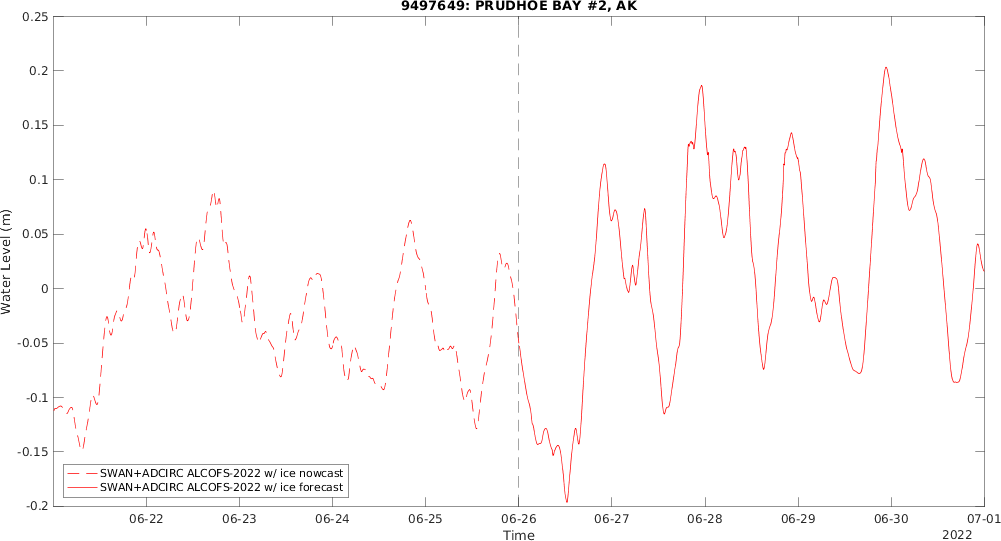 9497649: PRUDHOE BAY #2, AK
0.25
0.2
0.15
0.1
0.05
0
-0.05
-0.1
-0.15
-0.2
Water Level (m)
SWAN+ADCIRC ALCOFS-2022 w/ ice nowcast
SWAN+ADCIRC ALCOFS-2022 w/ ice forecast
06-22 06-23 06-24 06-25 06-26 06-27 06-28 06-29 06-30 07-01
Time
2022